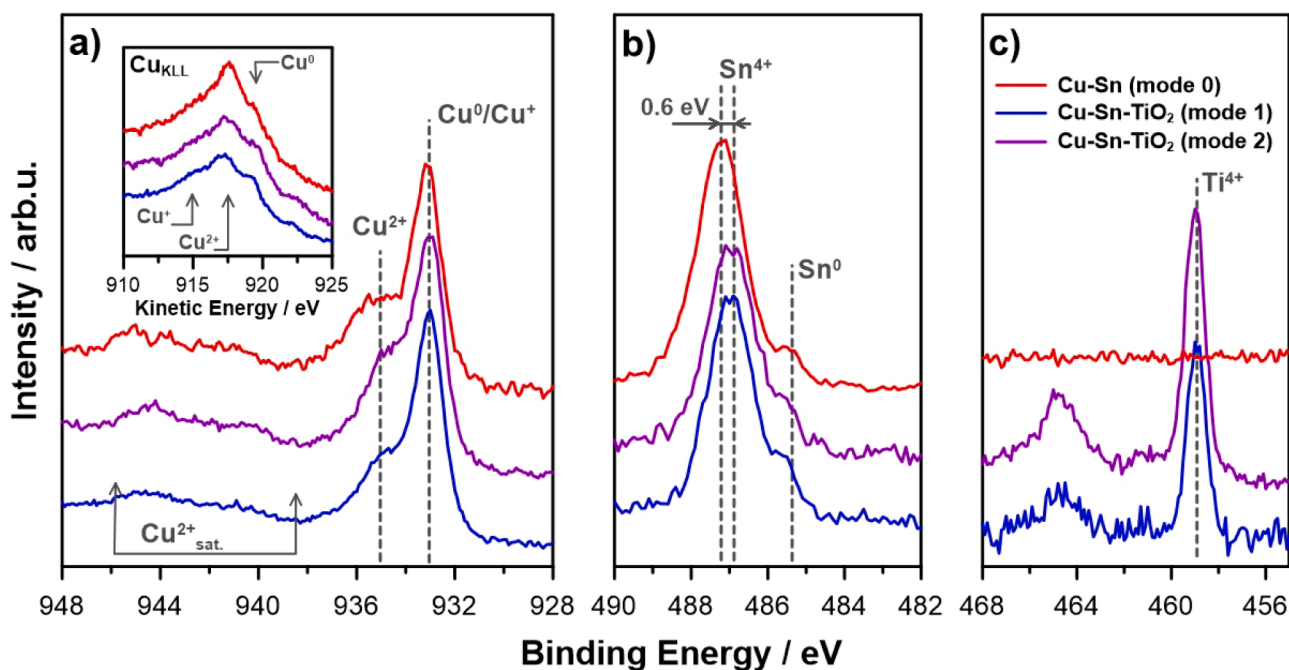 a)
Cu_KLL
Cu⁰
Cu⁺
Cu²⁺
910 915 920 925
Kinetic Energy / eV
Cu²⁺
Cu⁰/Cu⁺
Cu²⁺sat.
948 944 940 936 932 928
b)
Sn⁴⁺
0.6 eV
Sn⁰
490 488 486 484 482
c)
Cu-Sn (mode 0)
Cu-Sn-TiO₂ (mode 1)
Cu-Sn-TiO₂ (mode 2)
Ti⁴⁺
468 464 460 456
Intensity / arb.u.
Binding Energy / eV